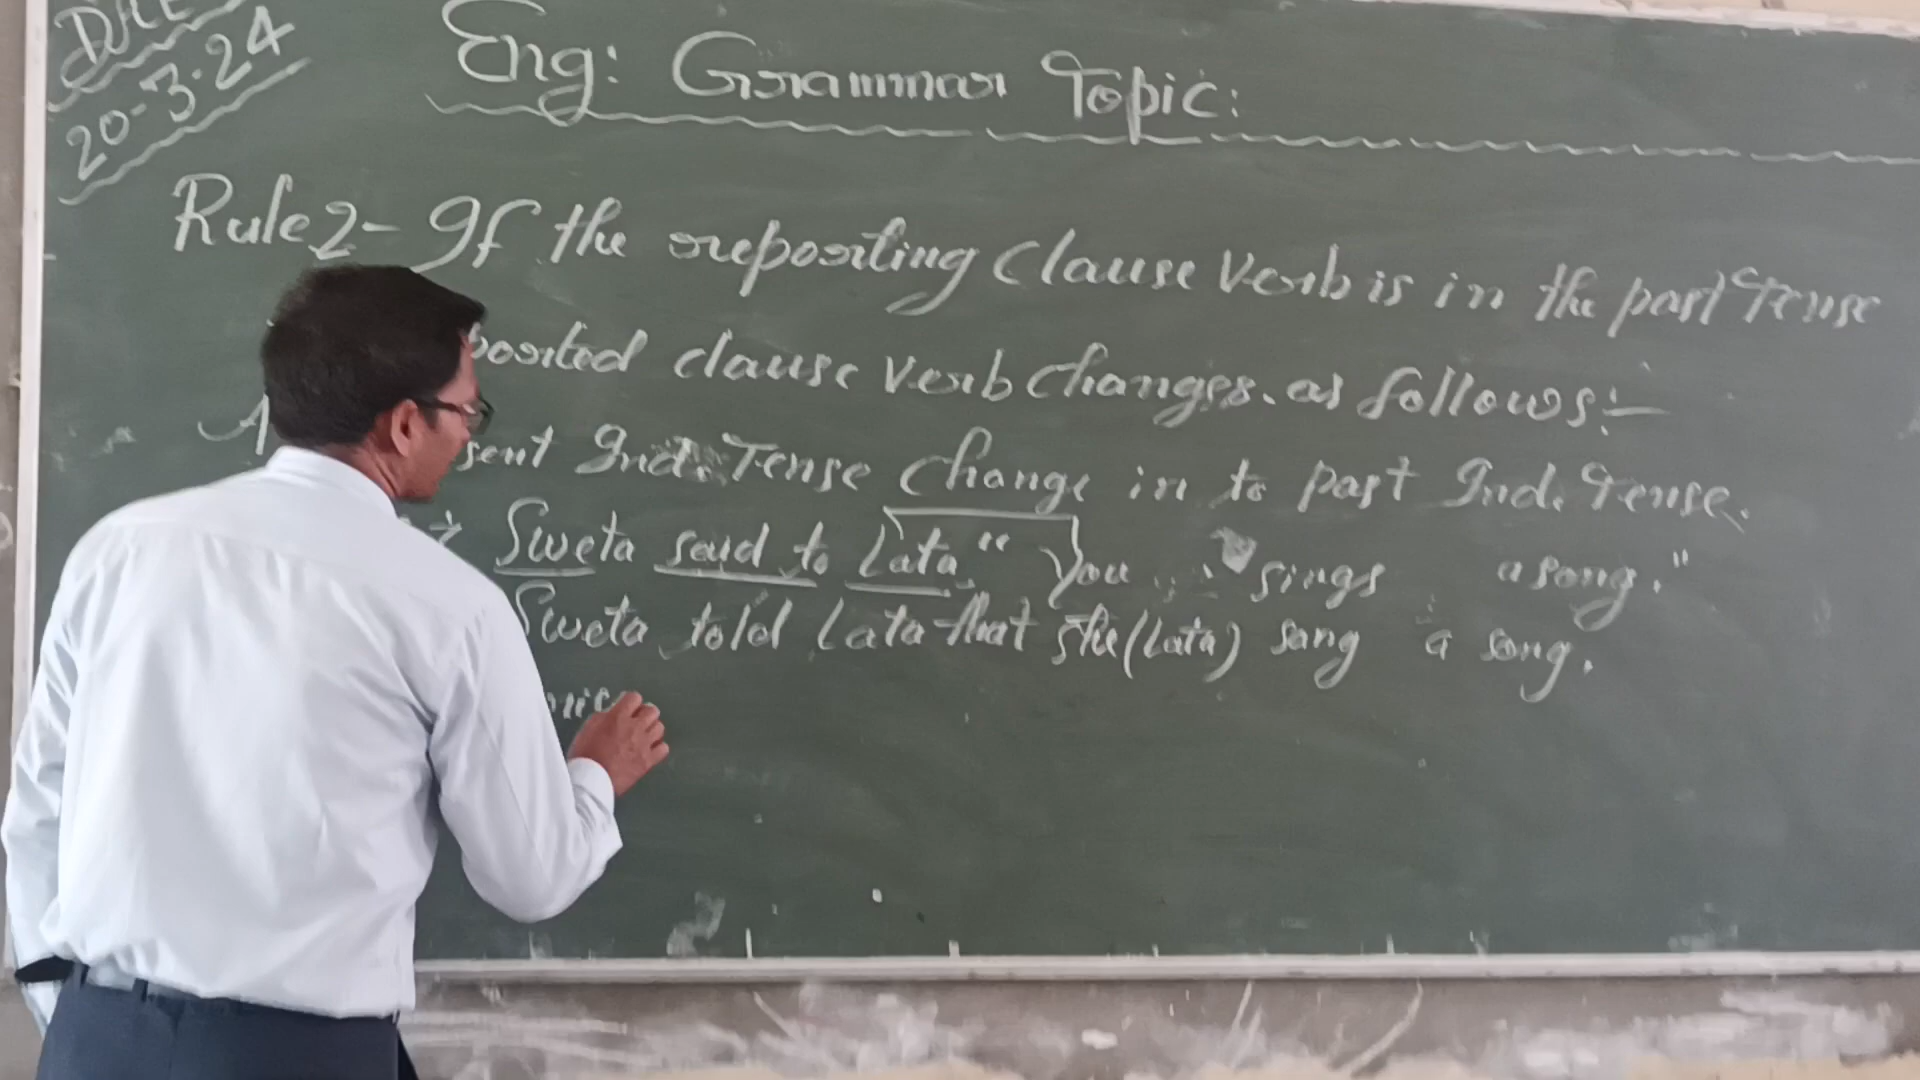 Date
20-3-24
Eng: Grammar Topic:
Rule 2- If the reporting clause verb is in the past Tense
clause verb changes. as follows:-
Ind. Tense change in to past Ind. Tense.
Sweta said to Lata " You sings a song."
Sweta told Lata that she (Lata) sang a song.